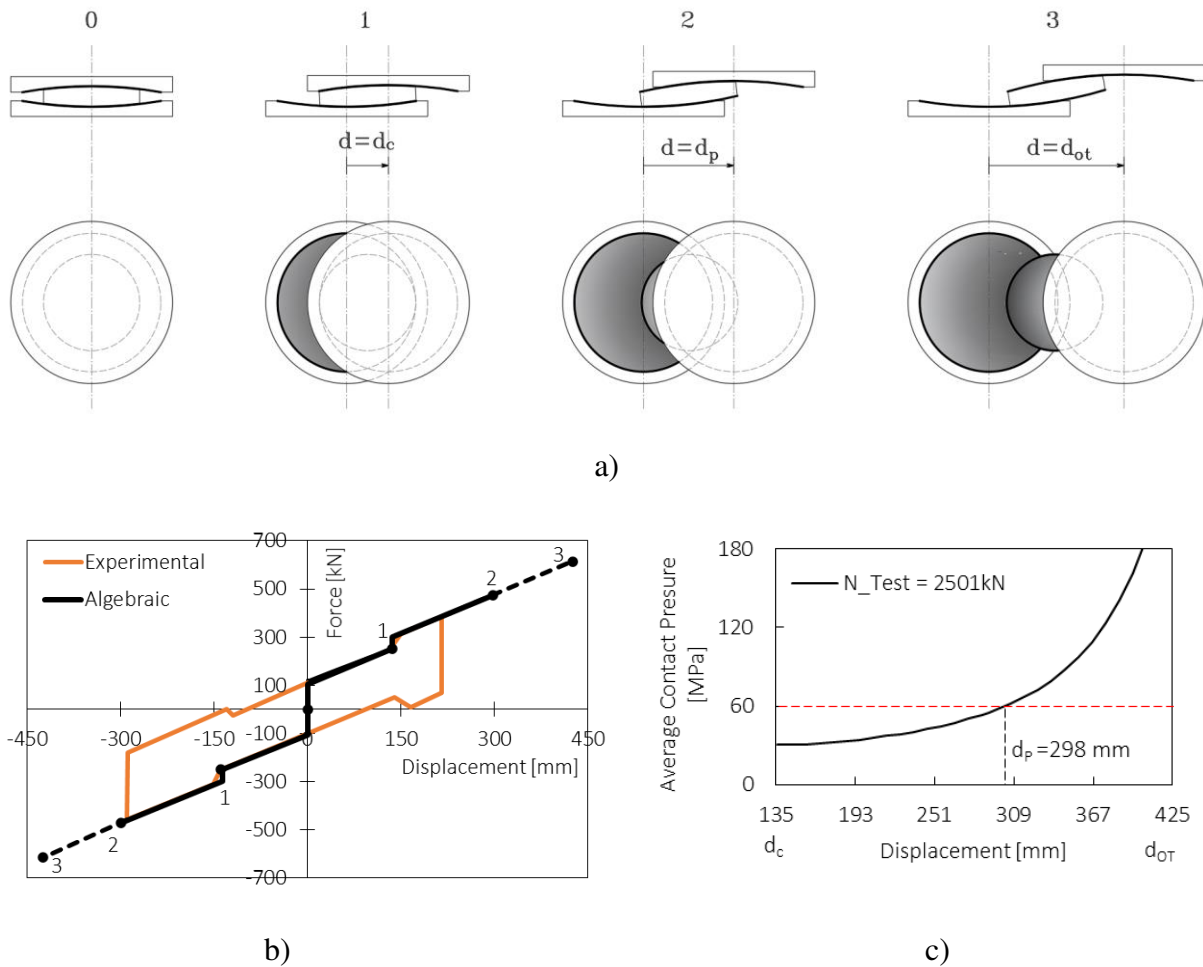 0 1 2 3
d=dc d=dp d=dot
a)
700
500
300
100
-100
-300
-500
-700
-450 -300 -150 0 150 300 450
Force [kN]
Displacement [mm]
Experimental
Algebraic
1
2
3
1
2
3
180
120
60
0
Average Contact Presure
[MPa]
N_Test = 2501kN
dP =298 mm
135 193 251 309 367 425
dc Displacement [mm] dOT
b) c)